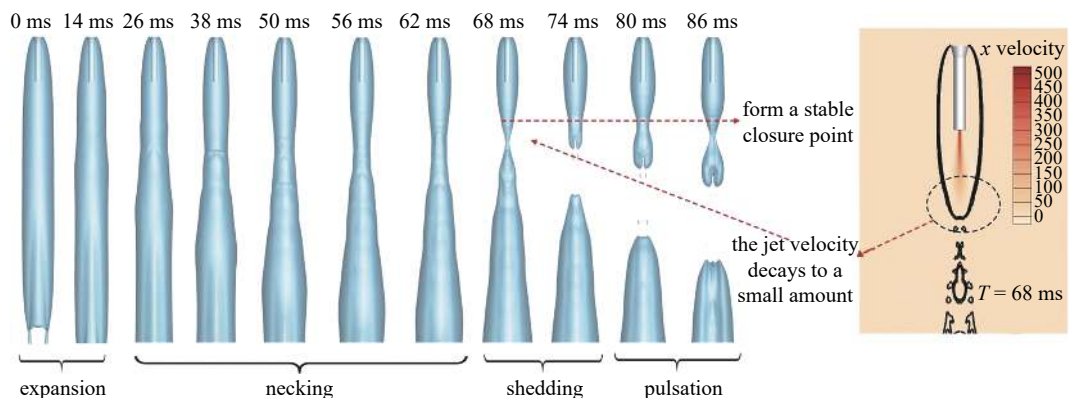 0 ms 14 ms 26 ms 38 ms 50 ms 56 ms 62 ms 68 ms 74 ms 80 ms 86 ms
form a stable
closure point
the jet velocity
decays to a
small amount
expansion
necking
shedding
pulsation
x velocity
500
450
400
350
300
250
200
150
100
50
0
T = 68 ms